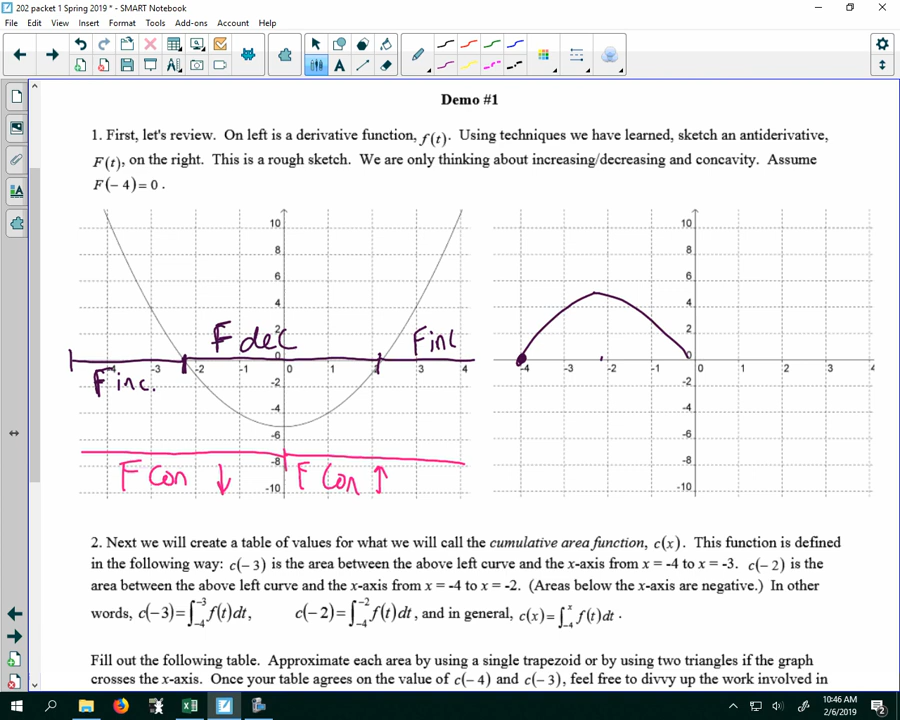 202 packet 1 Spring 2019 * - SMART Notebook
File Edit View Insert Format Tools Add-ons Account Help
Demo #1
1. First, let's review. On left is a derivative function, f(t). Using techniques we have learned, sketch an antiderivative,
F(t), on the right. This is a rough sketch. We are only thinking about increasing/decreasing and concavity. Assume
F(-4)=0.
10 8 6 4 2 0 -2 -4 -6 -8 -10
-4 -3 -2 -1 0 1 2 3 4
F dec
F inc
F inc.
F Con ↓ F Con ↑
10 8 6 4 2 0 -2 -4 -6 -8 -10
-4 -3 -2 -1 0 1 2 3 4
2. Next we will create a table of values for what we will call the cumulative area function, c(x). This function is defined
in the following way: c(-3) is the area between the above left curve and the x-axis from x = -4 to x = -3. c(-2) is the
area between the above left curve and the x-axis from x = -4 to x = -2. (Areas below the x-axis are negative.) In other
words, c(-3)=∫₋₄⁻³ f(t)dt, c(-2)=∫₋₄⁻² f(t)dt, and in general, c(x)=∫₋₄ˣ f(t)dt.
Fill out the following table. Approximate each area by using a single trapezoid or by using two triangles if the graph
crosses the x-axis. Once your table agrees on the value of c(-4) and c(-3), feel free to divvy up the work involved in
10:46 AM
2/6/2019
2